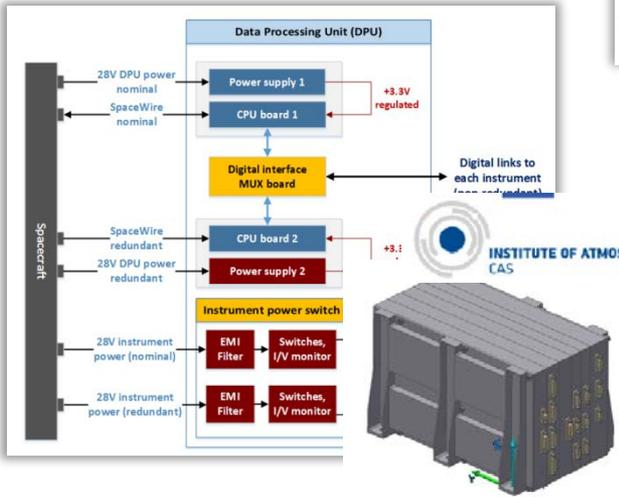 Data Processing Unit (DPU)
28V DPU power
nominal
Power supply 1
+3.3V
regulated
SpaceWire
nominal
CPU board 1
Digital interface
MUX board
Digital links to
each instrument
Spacecraft
SpaceWire
redundant
CPU board 2
28V DPU power
redundant
Power supply 2
INSTITUTE OF
CAS
Instrument power switch
28V instrument
power (nominal)
EMI
Filter
Switches,
I/V monitor
28V instrument
power (redundant)
EMI
Filter
Switches,
I/V monitor
Y